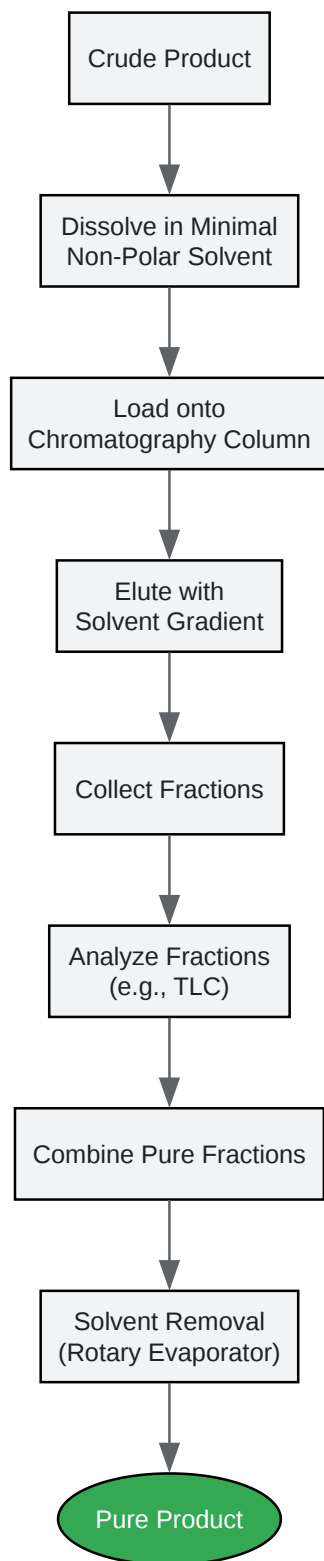 Crude Product
Dissolve in Minimal
Non-Polar Solvent
Load onto
Chromatography Column
Elute with
Solvent Gradient
Collect Fractions
Analyze Fractions
(e.g., TLC)
Combine Pure Fractions
Solvent Removal
(Rotary Evaporator)
Pure Product